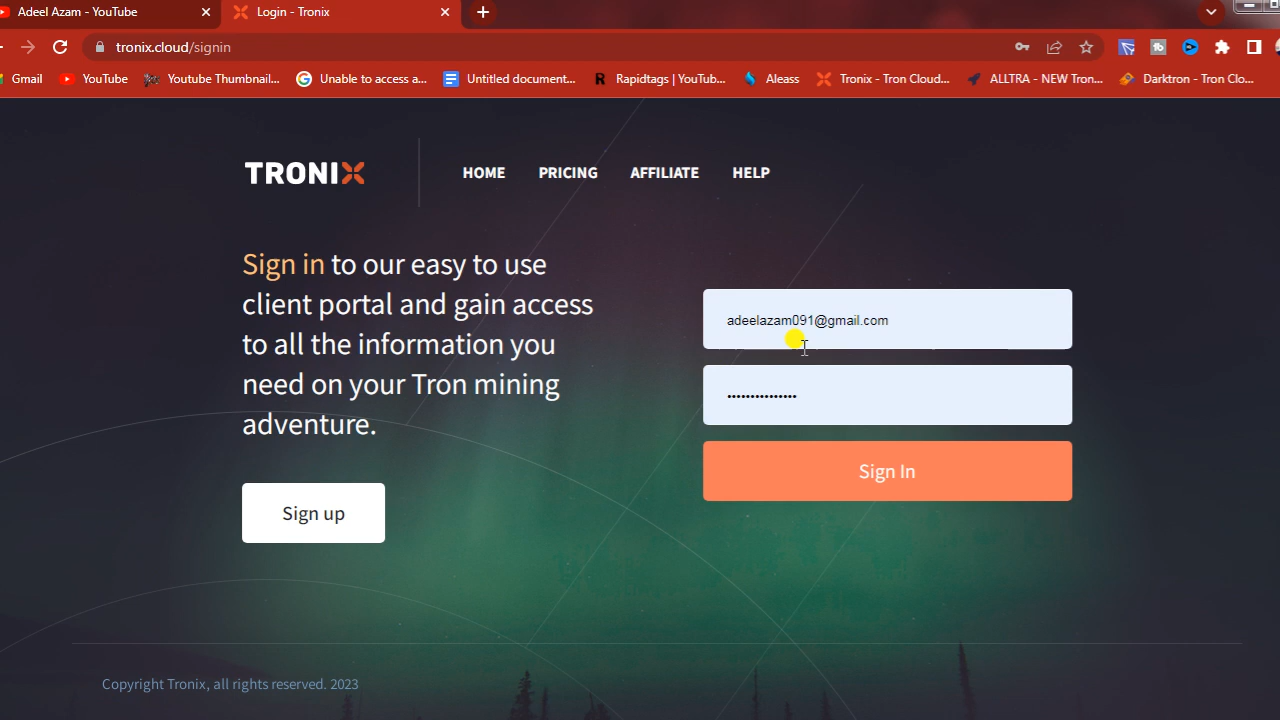 Adeel Azam - YouTube
Login - Tronix
tronix.cloud/signin
Gmail
YouTube
Youtube Thumbnail...
Unable to access a...
Untitled document...
Rapidtags | YouTub...
Aleass
Tronix - Tron Cloud...
ALLTRA - NEW Tron...
Darktron - Tron Clo...
TRONIX
HOME
PRICING
AFFILIATE
HELP
Sign in to our easy to use
client portal and gain access
to all the information you
need on your Tron mining
adventure.
Sign up
adeelazam091@gmail.com
•••••••••••••••
Sign In
Copyright Tronix, all rights reserved. 2023